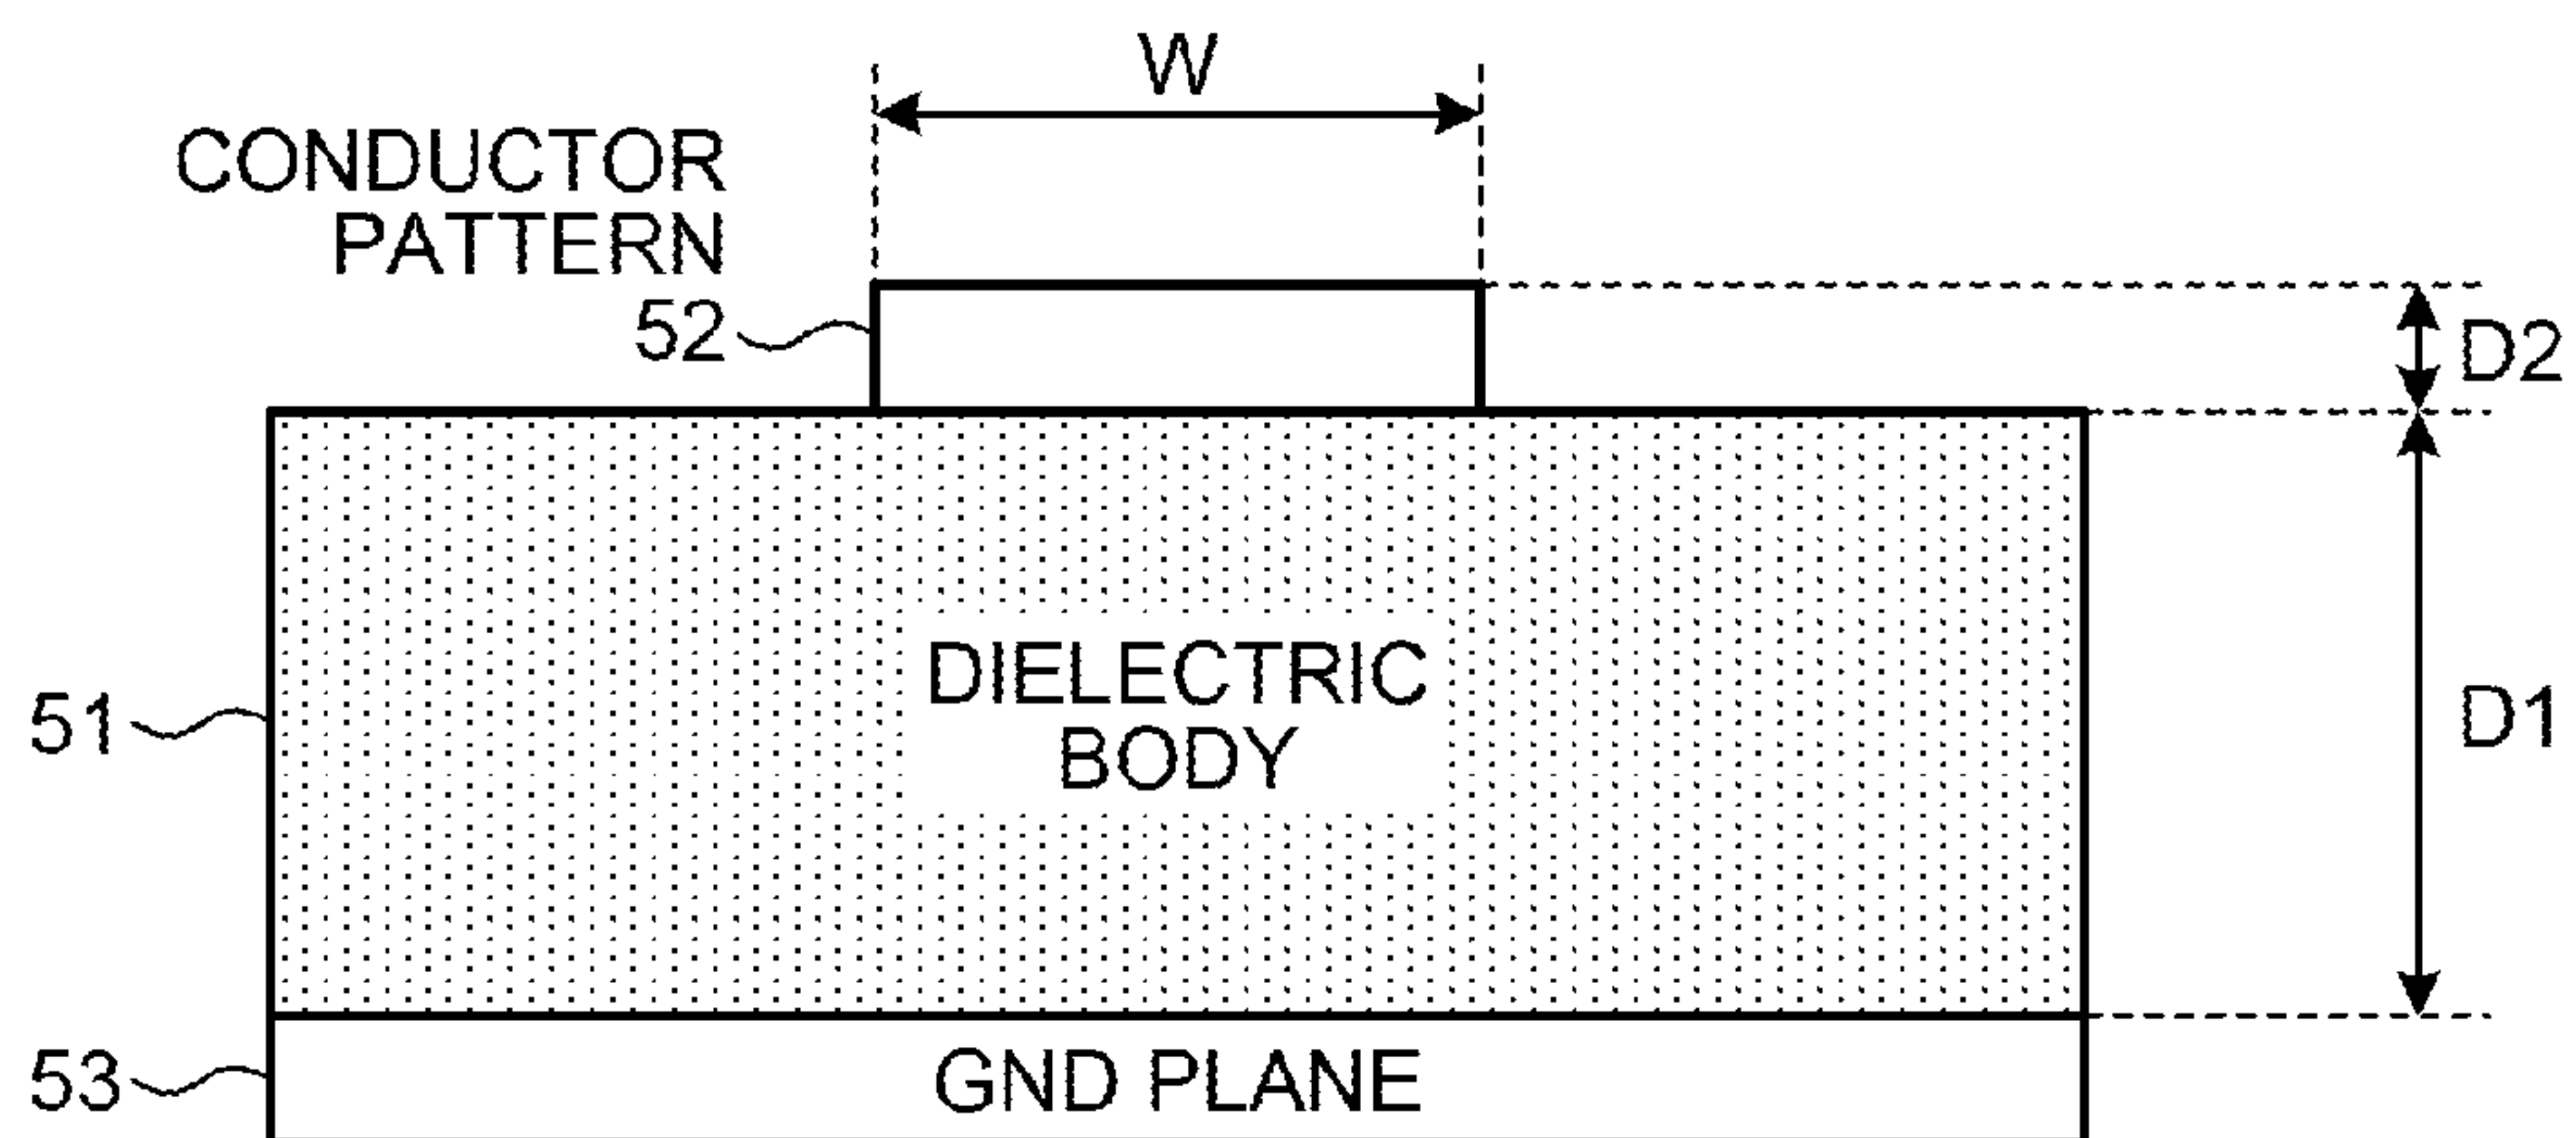 W
CONDUCTOR
PATTERN
52
D2
DIELECTRIC
BODY
51
D1
53
GND PLANE